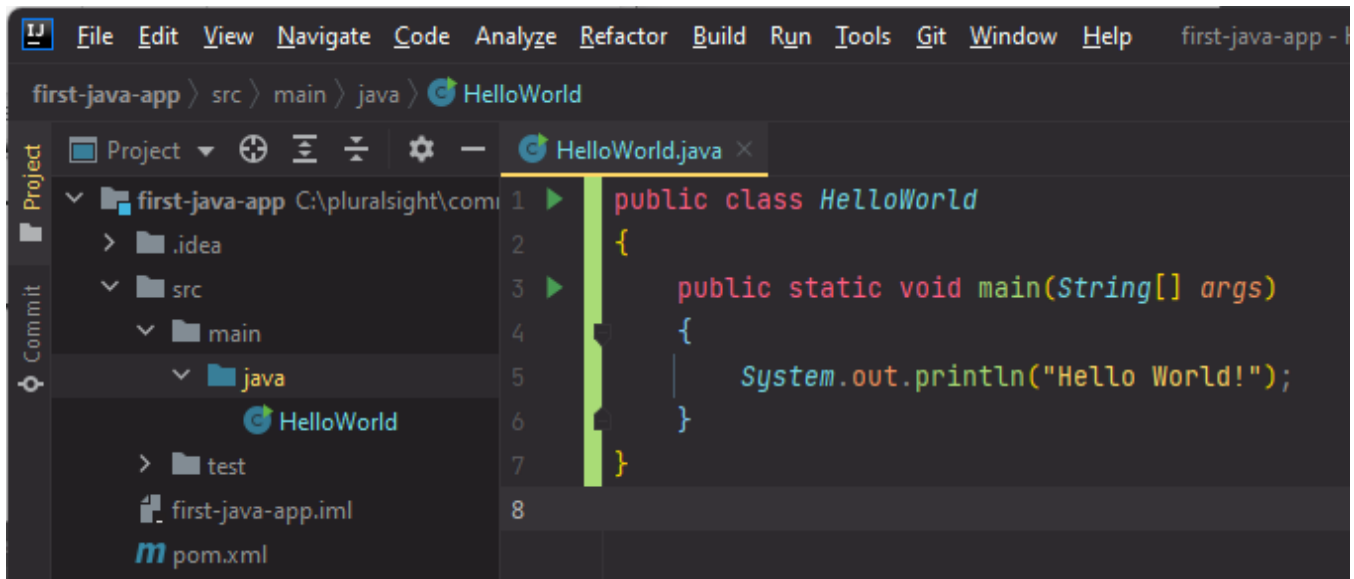 IJ File Edit View Navigate Code Analyze Refactor Build Run Tools Git Window Help first-java-app -
first-java-app 〉 src 〉 main 〉 java 〉 C HelloWorld
Project
Commit
Project
first-java-app C:\pluralsight\com
.idea
src
main
java
C HelloWorld
test
first-java-app.iml
m pom.xml
C HelloWorld.java ×
1 public class HelloWorld
2 {
3 public static void main(String[] args)
4 {
5 System.out.println("Hello World!");
6 }
7 }
8